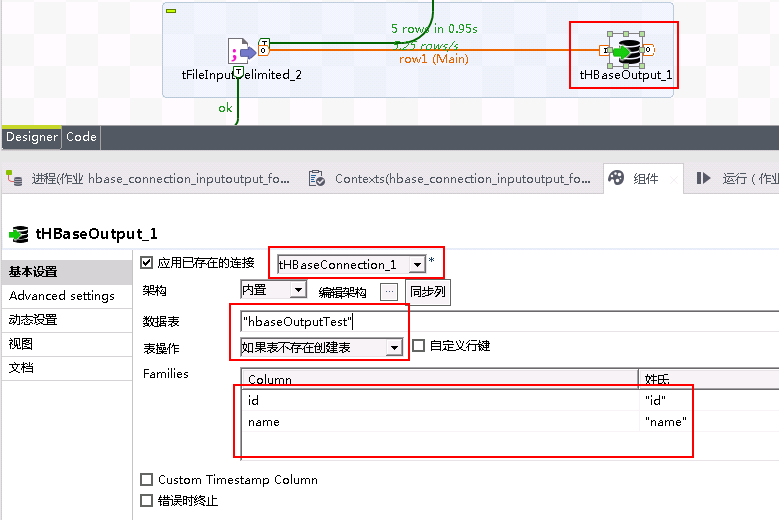 5 rows in 0.95s
5.25 rows/s
row1 (Main)
tFileInputDelimited_2
tHBaseOutput_1
ok
Designer Code
进程(作业 hbase_connection_inputoutput_fo... Contexts(hbase_connection_inputoutput_fo... 组件 运行 ( 作业
tHBaseOutput_1
基本设置
Advanced settings
动态设置
视图
文档
应用已存在的连接 tHBaseConnection_1 *
架构 内置 编辑架构 ... 同步列
数据表 "hbaseOutputTest"
表操作 如果表不存在创建表 自定义行键
Families
Column 姓氏
id "id"
name "name"
Custom Timestamp Column
错误时终止